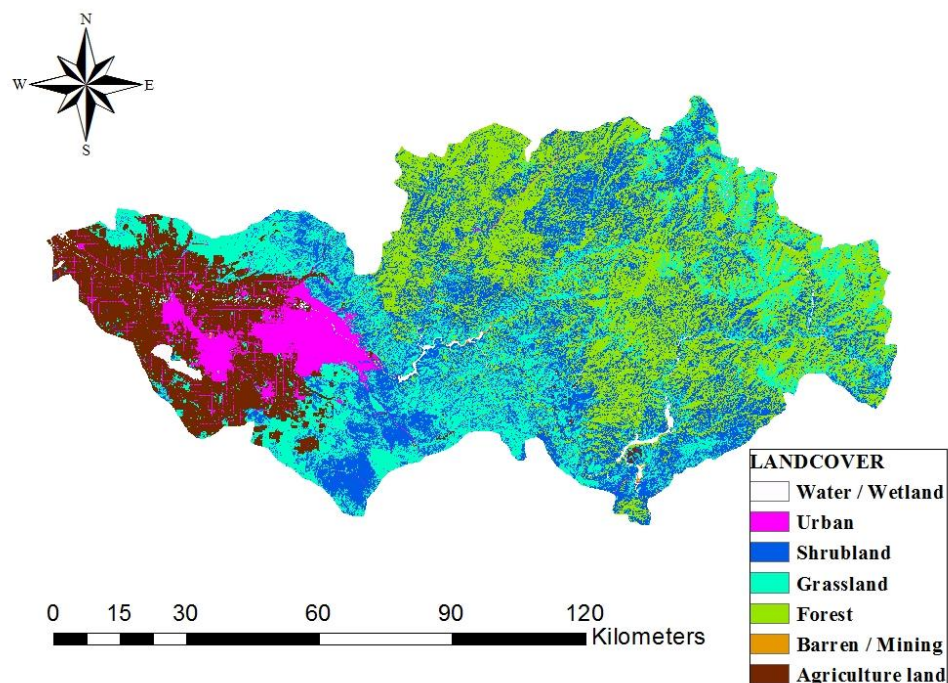 N
W E
S
LANDCOVER
Water / Wetland
Urban
Shrubland
Grassland
Forest
Barren / Mining
Agriculture land
0 15 30 60 90 120
Kilometers